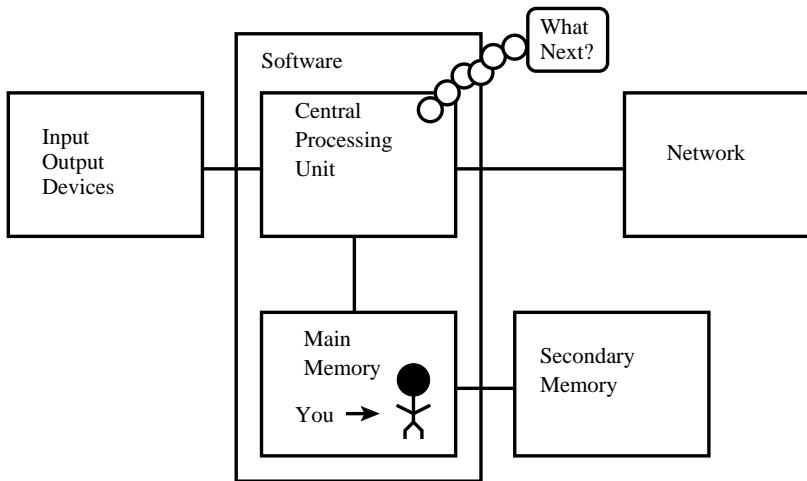 What
Next?
Software
Input
Output
Devices
Central
Processing
Unit
Network
Main
Memory
You
Secondary
Memory